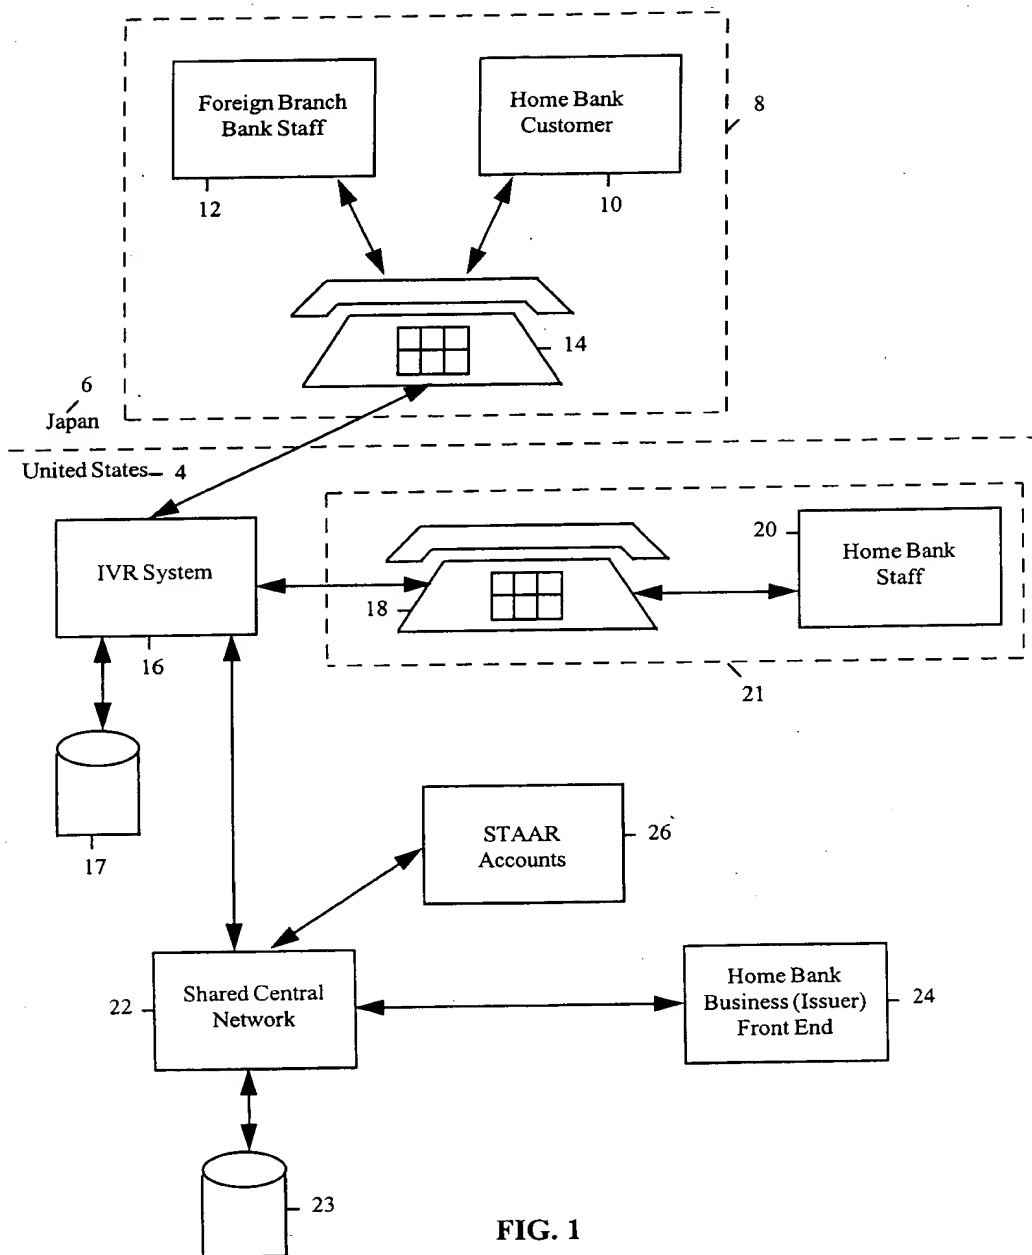 Foreign Branch
Bank Staff
Home Bank
Customer
8
12
10
14
6
Japan
United States
4
IVR System
20
Home Bank
Staff
18
16
21
17
STAAR
Accounts
26
22
Shared Central
Network
Home Bank
Business (Issuer)
Front End
24
23
FIG. 1